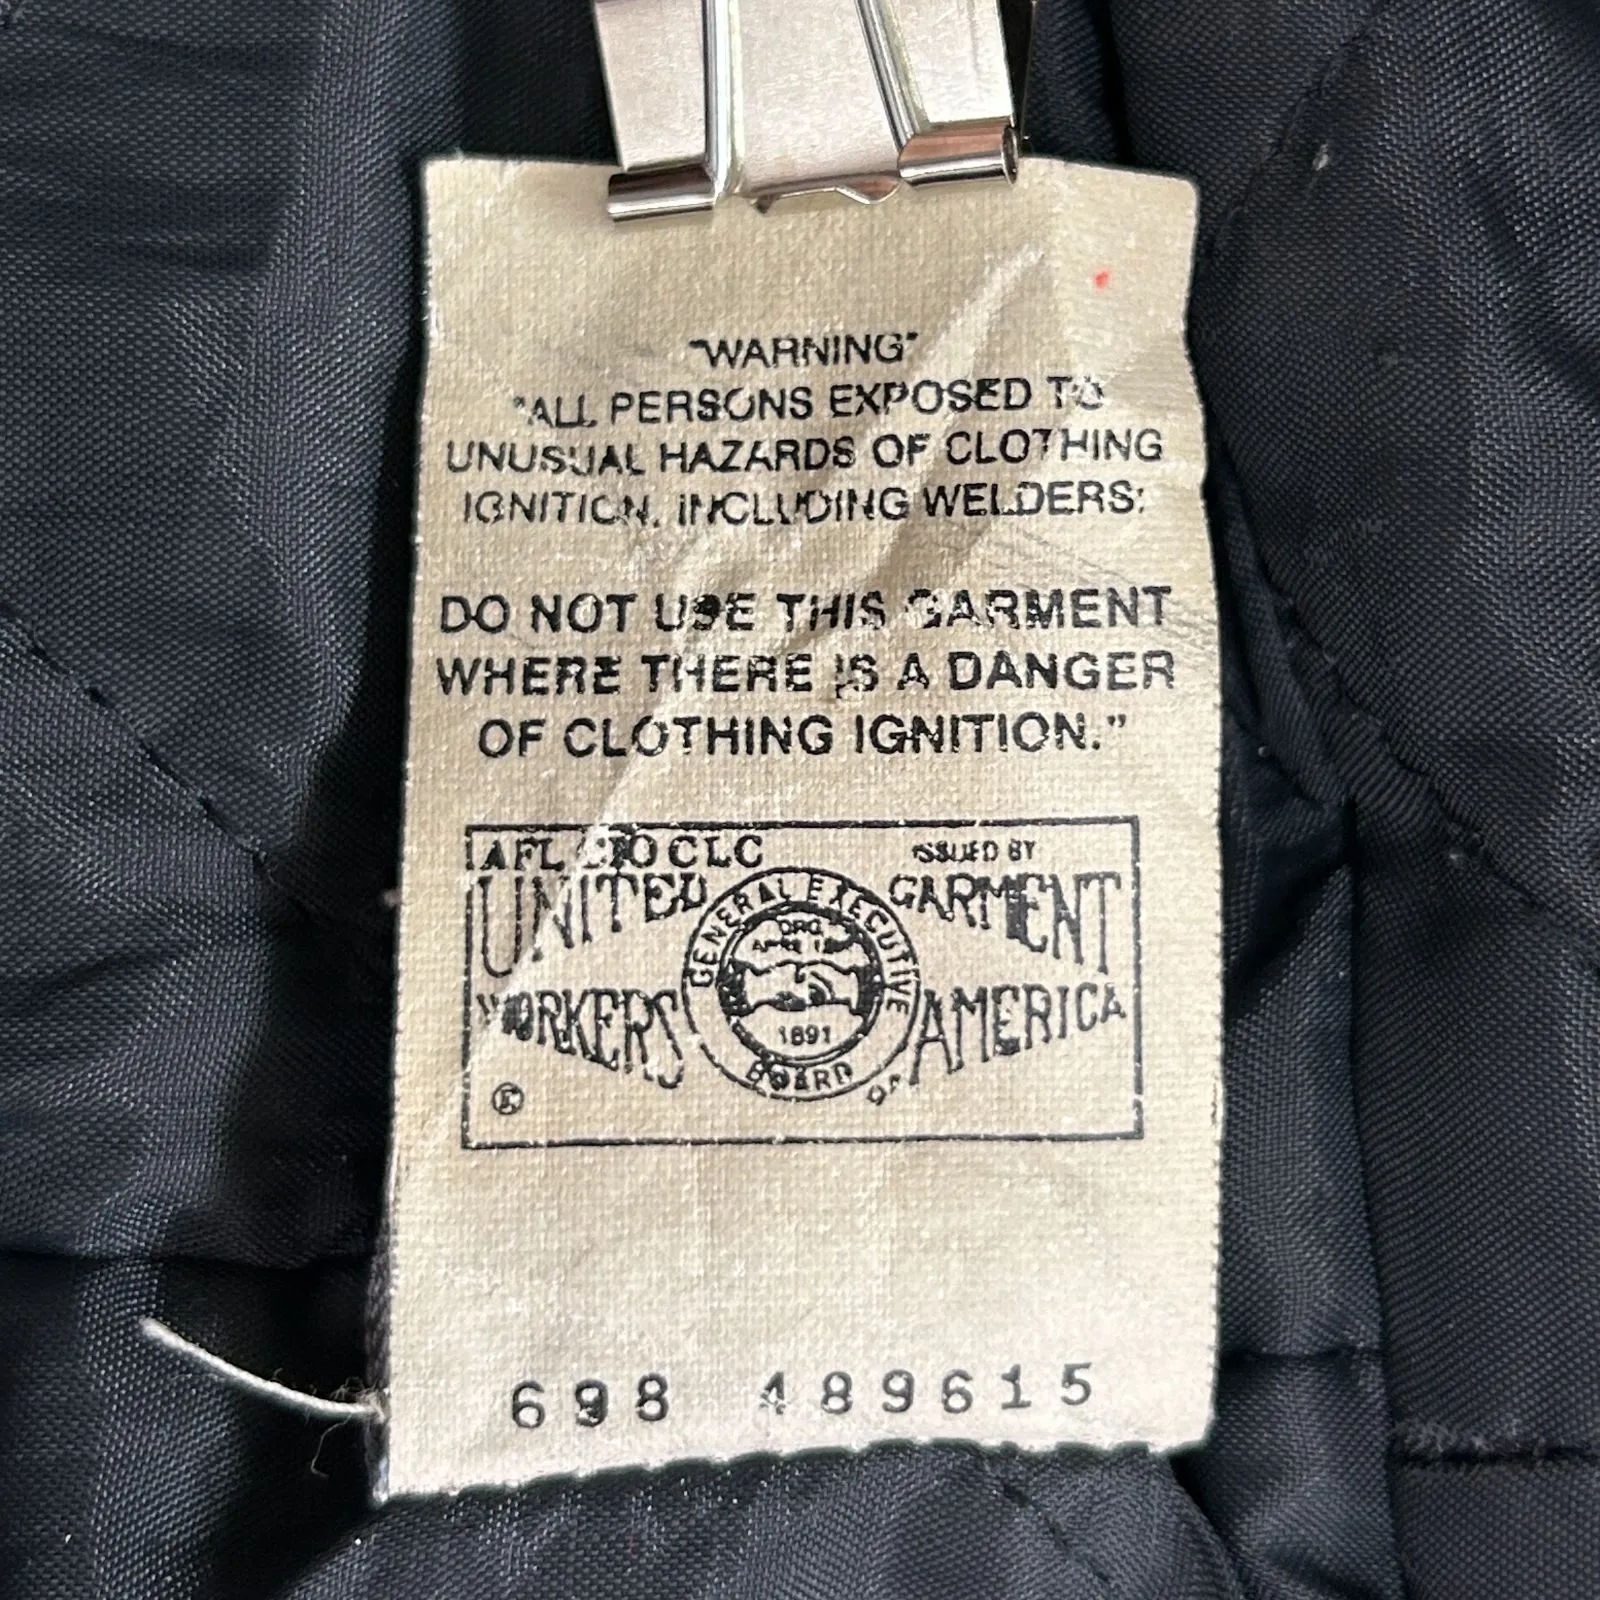 "WARNING"
"ALL PERSONS EXPOSED TO
UNUSUAL HAZARDS OF CLOTHING
IGNITION, INCLUDING WELDERS:
DO NOT USE THIS GARMENT
WHERE THERE IS A DANGER
OF CLOTHING IGNITION."
AFL CIO CLC
ISSUED BY
UNITED GARMENT
WORKERS OF AMERICA
GENERAL EXECUTIVE
BOARD
ORG
1891
698 489615